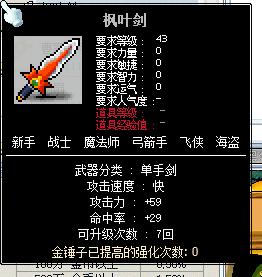 枫叶剑
要求等级: 43
要求力量: 0
要求敏捷: 0
要求智力: 0
要求运气: 0
要求人气度: -
道具等级: -
道具经验值: -
新手 战士 魔法师 弓箭手 飞侠 海盗
武器分类: 单手剑
攻击速度: 快
攻击力: +59
命中率: +29
可升级次数: 7回
金锤子已提高的强化次数: 0